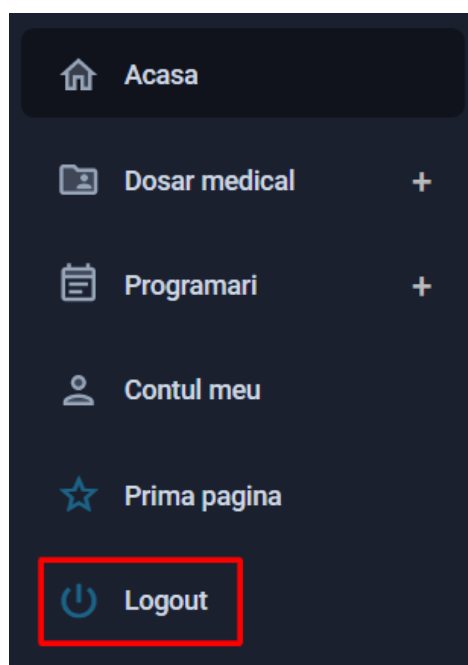 Acasa
Dosar medical +
Programari +
Contul meu
Prima pagina
Logout